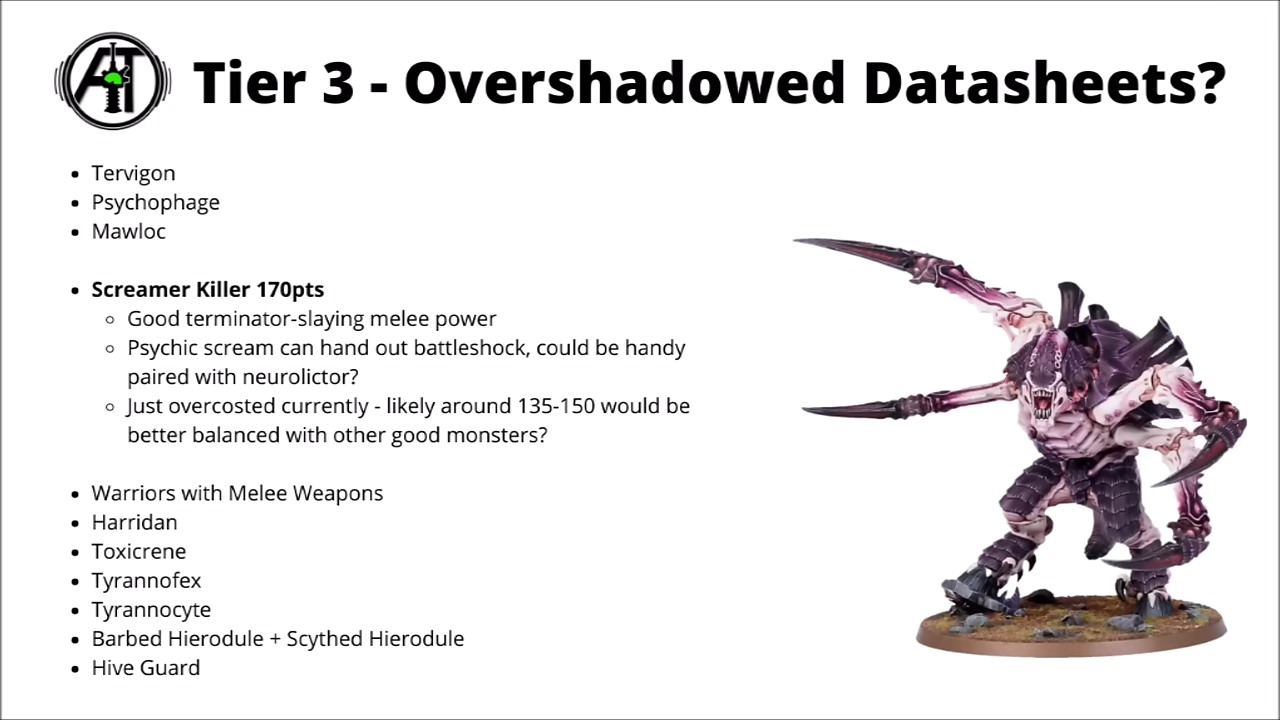 AT
Tier 3 - Overshadowed Datasheets?
• Tervigon
• Psychophage
• Mawloc
• Screamer Killer 170pts
○ Good terminator-slaying melee power
○ Psychic scream can hand out battleshock, could be handy
paired with neurolictor?
○ Just overcosted currently - likely around 135-150 would be
better balanced with other good monsters?
• Warriors with Melee Weapons
• Harridan
• Toxicrene
• Tyrannofex
• Tyrannocyte
• Barbed Hierodule + Scythed Hierodule
• Hive Guard